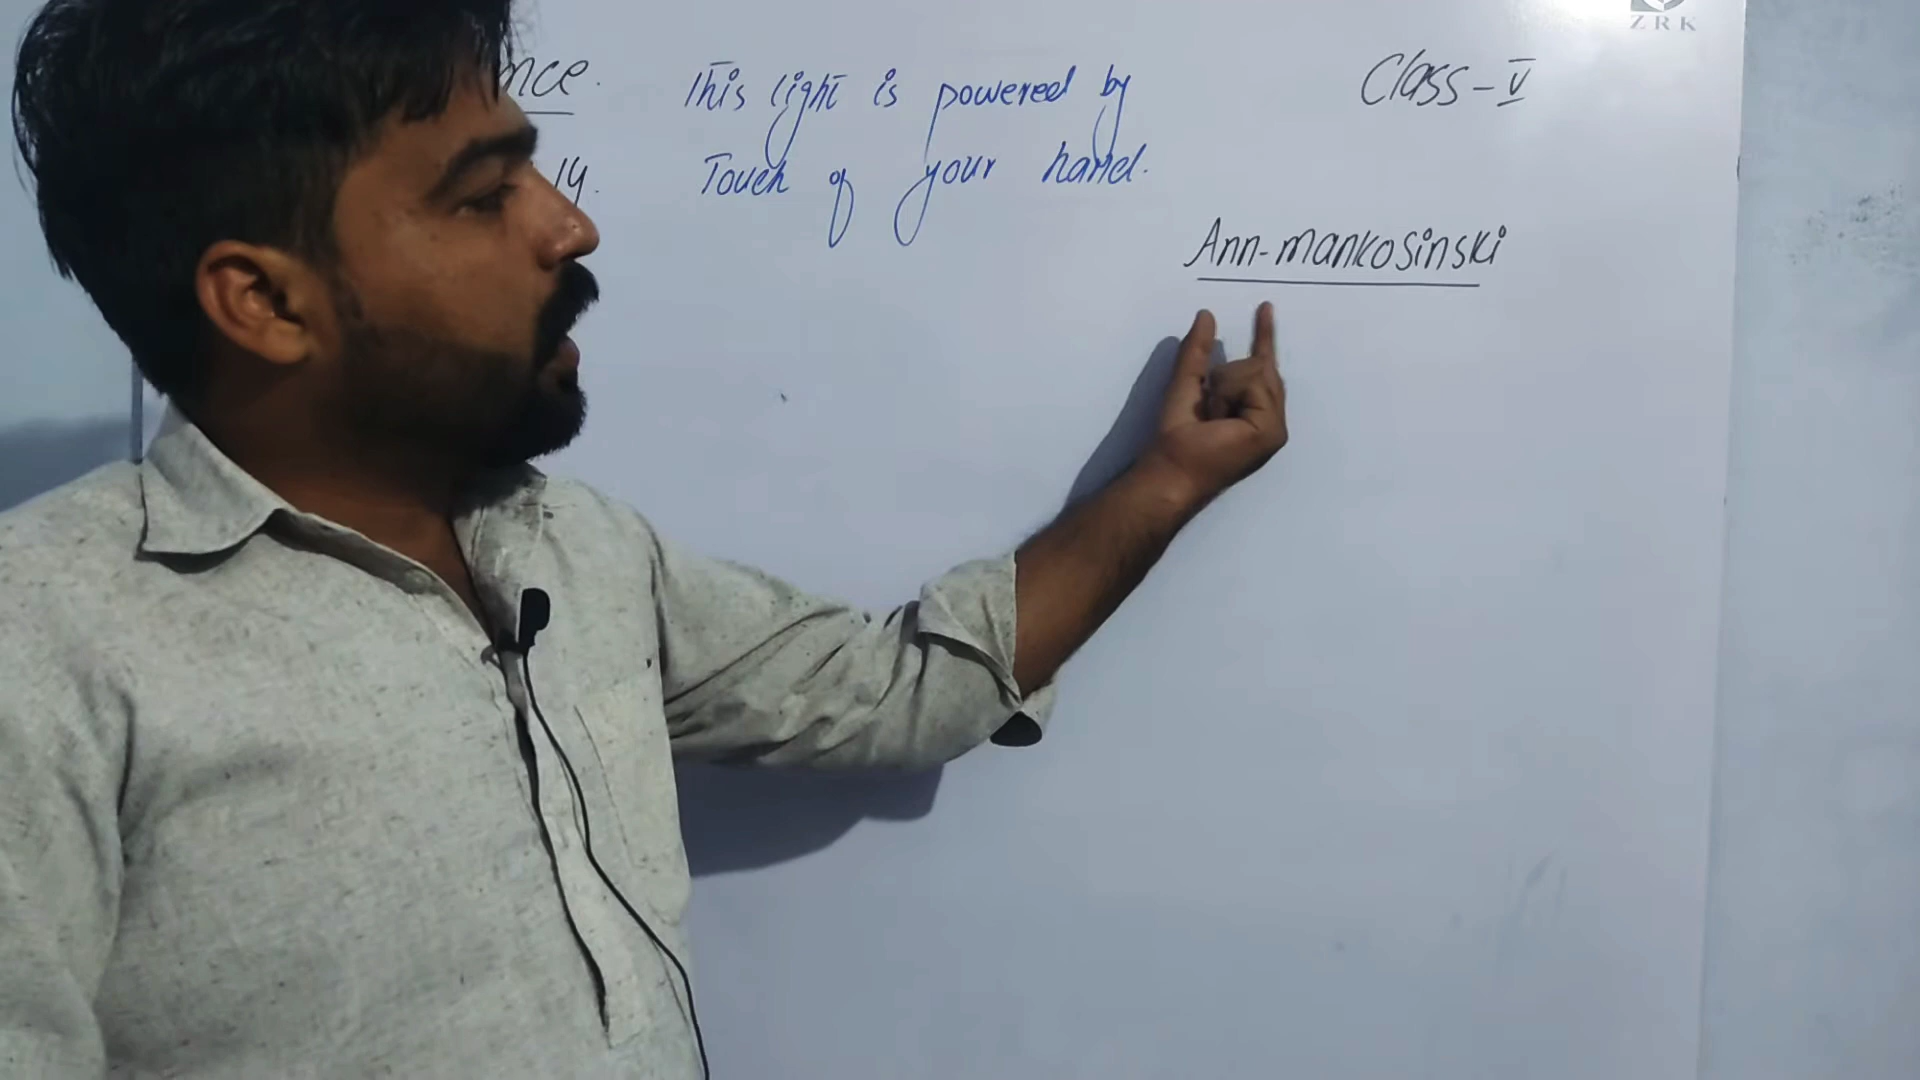 ZRK
nce.
This light is powered by
Class - V
14.
Touch of your hand.
Ann-mankosinski